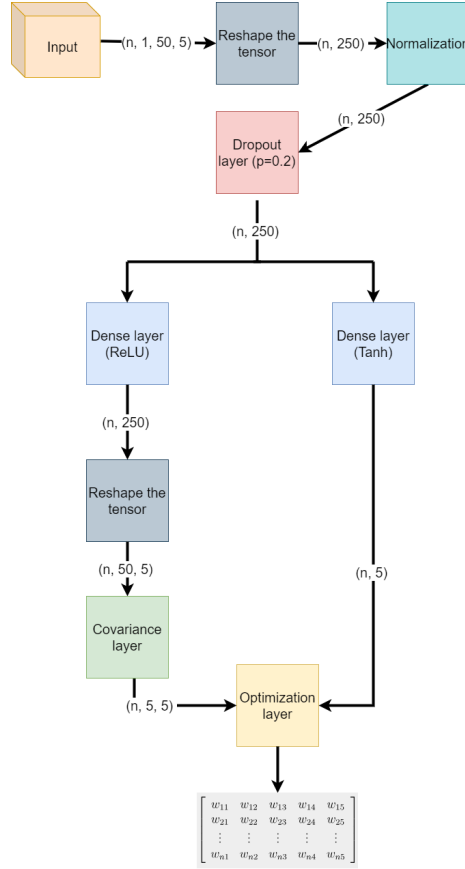 Input
(n, 1, 50, 5)
Reshape the
tensor
(n, 250)
Normalization
(n, 250)
Dropout
layer (p=0.2)
(n, 250)
Dense layer
(ReLU)
Dense layer
(Tanh)
(n, 250)
Reshape the
tensor
(n, 50, 5)
(n, 5)
Covariance
layer
(n, 5, 5)
Optimization
layer
w11 w12 w13 w14 w15
w21 w22 w23 w24 w25
⋮ ⋮ ⋮ ⋮ ⋮
wn1 wn2 wn3 wn4 wn5